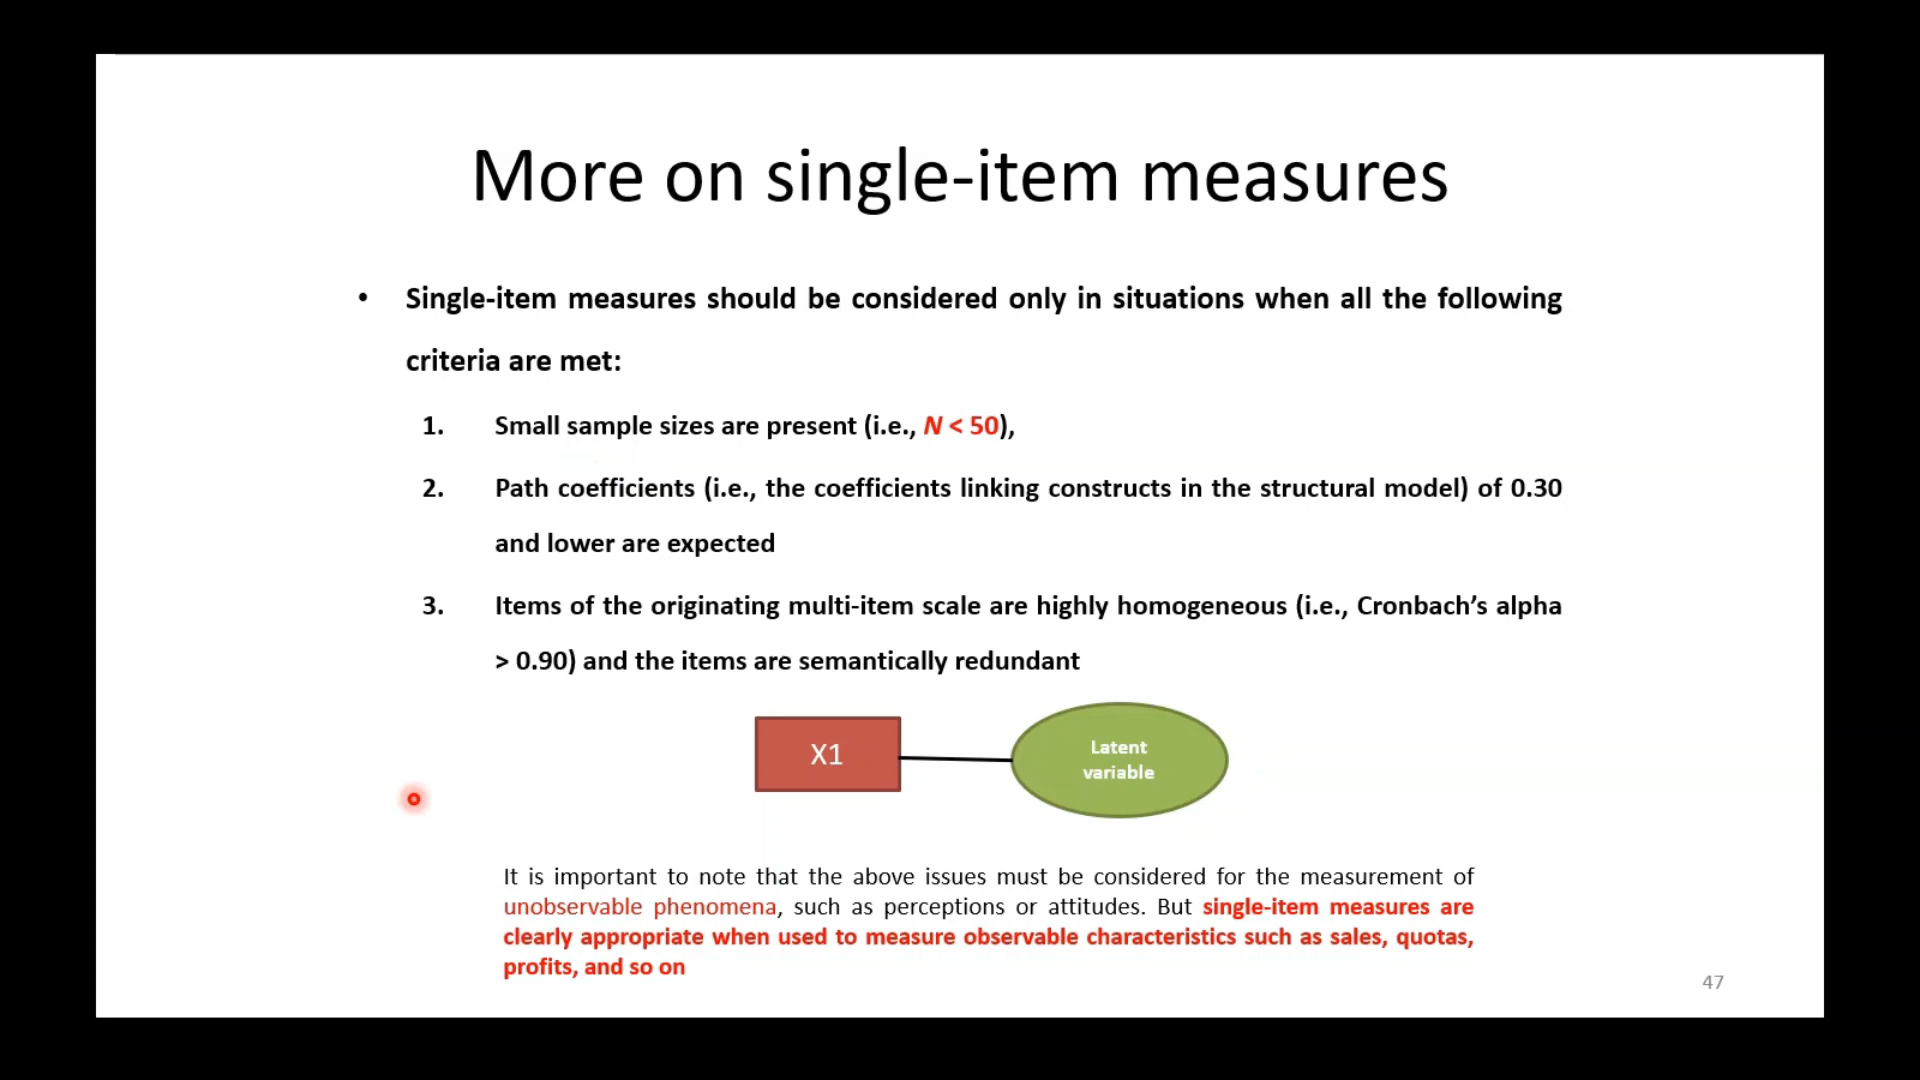 More on single-item measures
• Single-item measures should be considered only in situations when all the following
criteria are met:
1. Small sample sizes are present (i.e., N < 50),
2. Path coefficients (i.e., the coefficients linking constructs in the structural model) of 0.30
and lower are expected
3. Items of the originating multi-item scale are highly homogeneous (i.e., Cronbach’s alpha
> 0.90) and the items are semantically redundant
X1
Latent
variable
It is important to note that the above issues must be considered for the measurement of
unobservable phenomena, such as perceptions or attitudes. But single-item measures are
clearly appropriate when used to measure observable characteristics such as sales, quotas,
profits, and so on
47